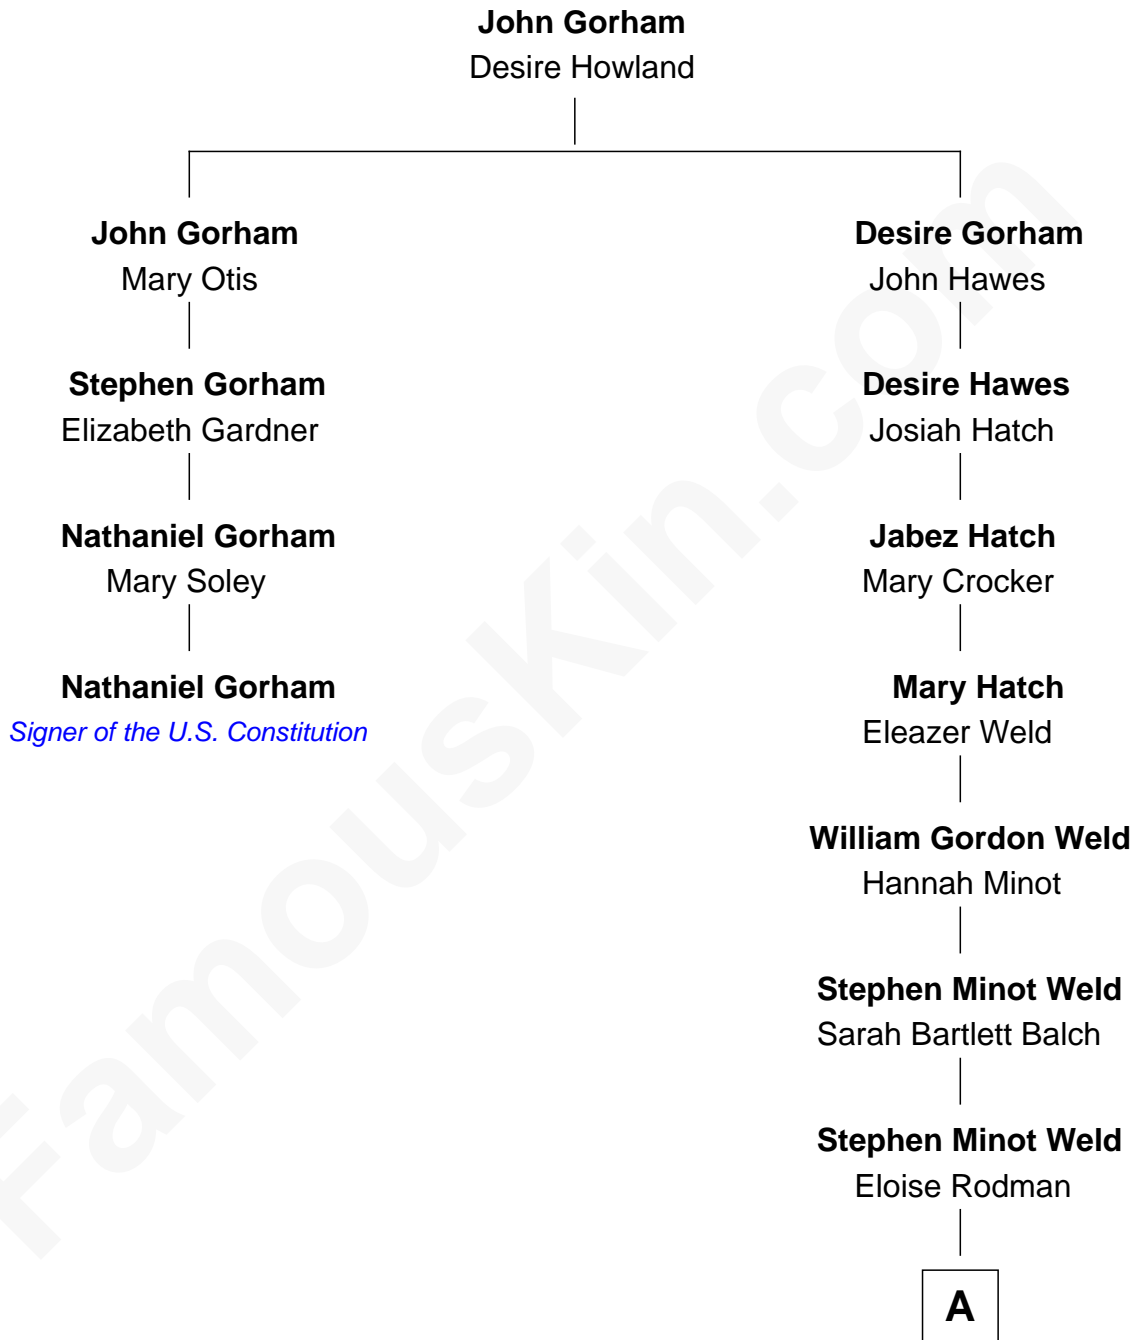 John Gorham
Desire Howland
John Gorham
Mary Otis
Stephen Gorham
Elizabeth Gardner
Nathaniel Gorham
Mary Soley
Nathaniel Gorham
Signer of the U.S. Constitution
Desire Gorham
John Hawes
Desire Hawes
Josiah Hatch
Jabez Hatch
Mary Crocker
Mary Hatch
Eleazer Weld
William Gordon Weld
Hannah Minot
Stephen Minot Weld
Sarah Bartlett Balch
Stephen Minot Weld
Eloise Rodman
A
FamousKin.com